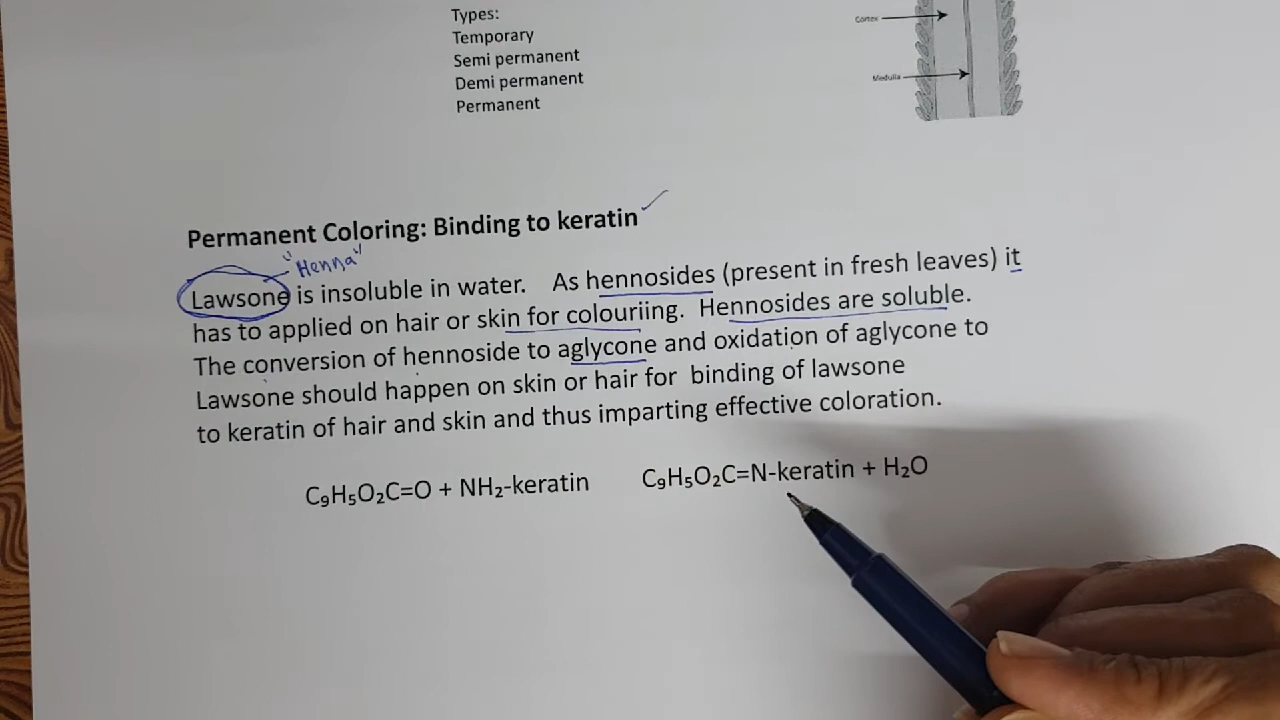 Types:
Temporary
Semi permanent
Demi permanent
Permanent
Cortex
Medulla
Permanent Coloring: Binding to keratin
"Henna"
Lawsone is insoluble in water. As hennosides (present in fresh leaves) it
has to applied on hair or skin for colouriing. Hennosides are soluble.
The conversion of hennoside to aglycone and oxidation of aglycone to
Lawsone should happen on skin or hair for binding of lawsone
to keratin of hair and skin and thus imparting effective coloration.
C₉H₅O₂C=O + NH₂-keratin C₉H₅O₂C=N-keratin + H₂O